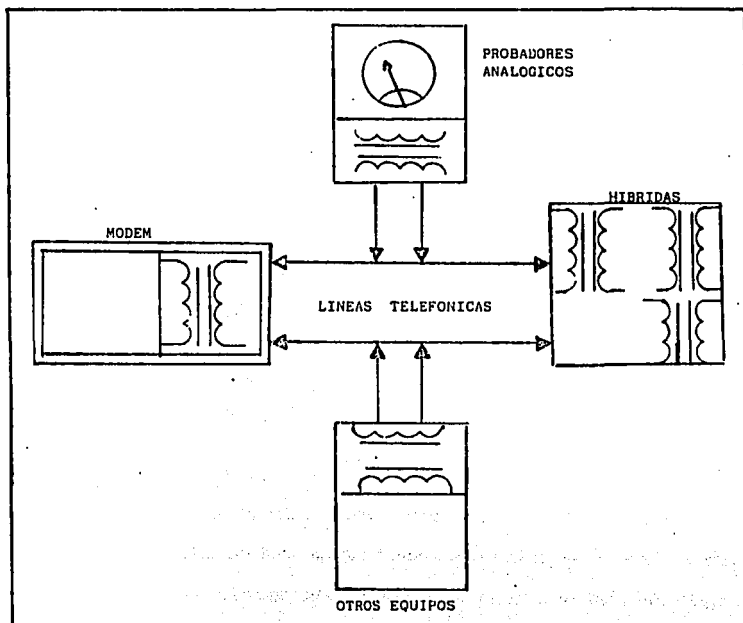 PROBADORES
ANALOGICOS
HIBRIDAS
MODEM
LINEAS TELEFONICAS
OTROS EQUIPOS